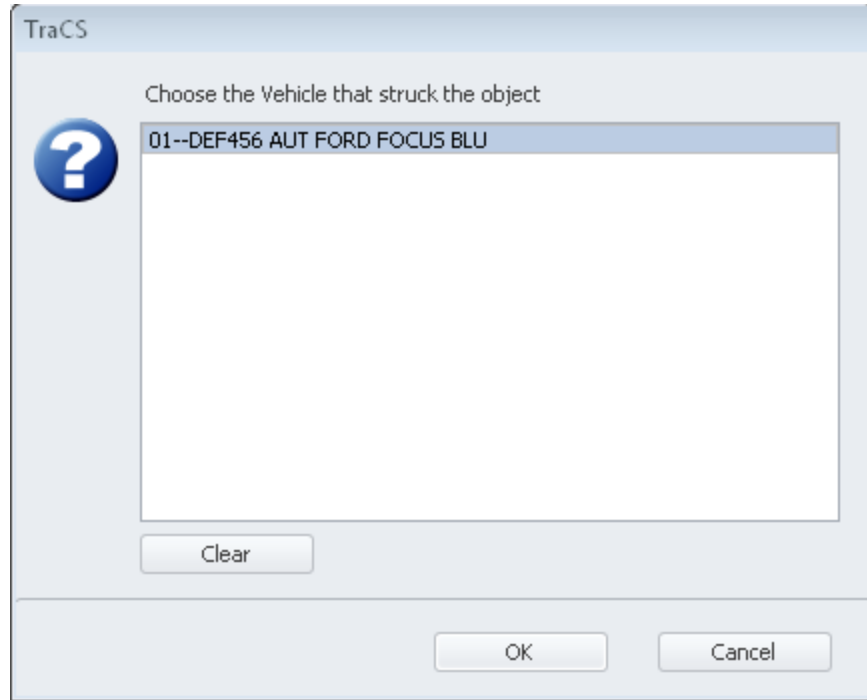 TraCS
Choose the Vehicle that struck the object
01--DEF456 AUT FORD FOCUS BLU
Clear
OK
Cancel